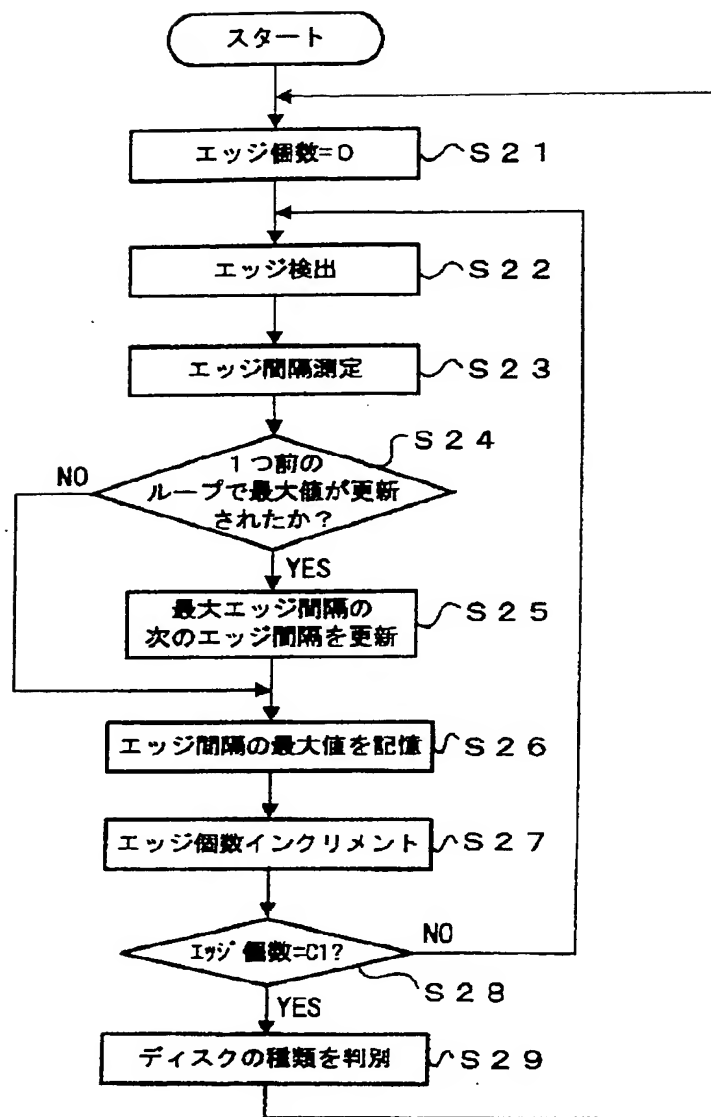 スタート
エッジ個数=0
S21
エッジ検出
S22
エッジ間隔測定
S23
S24
1つ前の
ループで最大値が更新
されたか?
NO
YES
最大エッジ間隔の
次のエッジ間隔を更新
S25
エッジ間隔の最大値を記憶
S26
エッジ個数インクリメント
S27
エッジ個数=C1?
NO
S28
YES
ディスクの種類を判別
S29